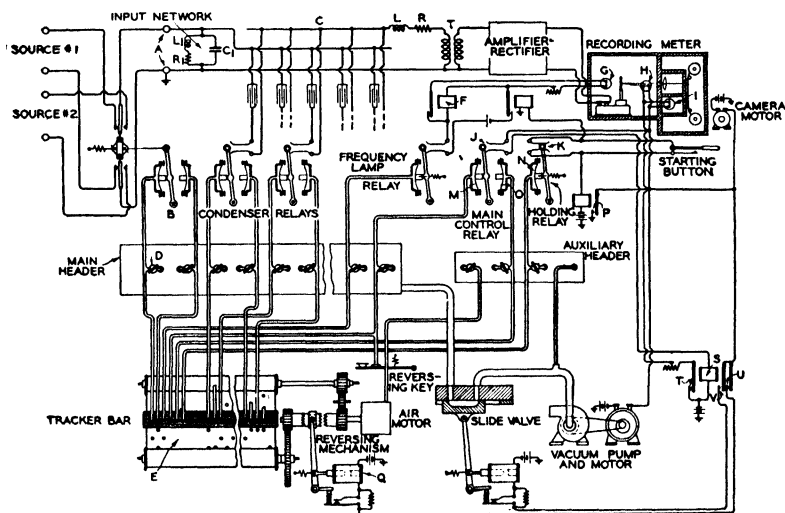 INPUT NETWORK
C
L
R
T
SOURCE #1
A
L1
R1
C1
AMPLIFIER-
RECTIFIER
RECORDING METER
G
H
I
SOURCE #2
F
CAMERA
MOTOR
J
K
STARTING
BUTTON
FREQUENCY
LAMP
RELAY
N
M
O
B
CONDENSER RELAYS
MAIN
CONTROL
RELAY
HOLDING
RELAY
P
MAIN
HEADER
D
AUXILIARY
HEADER
REVERS-
ING KEY
S
T
U
V
TRACKER BAR
AIR
MOTOR
SLIDE VALVE
REVERSING
MECHANISM
VACUUM PUMP
AND MOTOR
E
Q